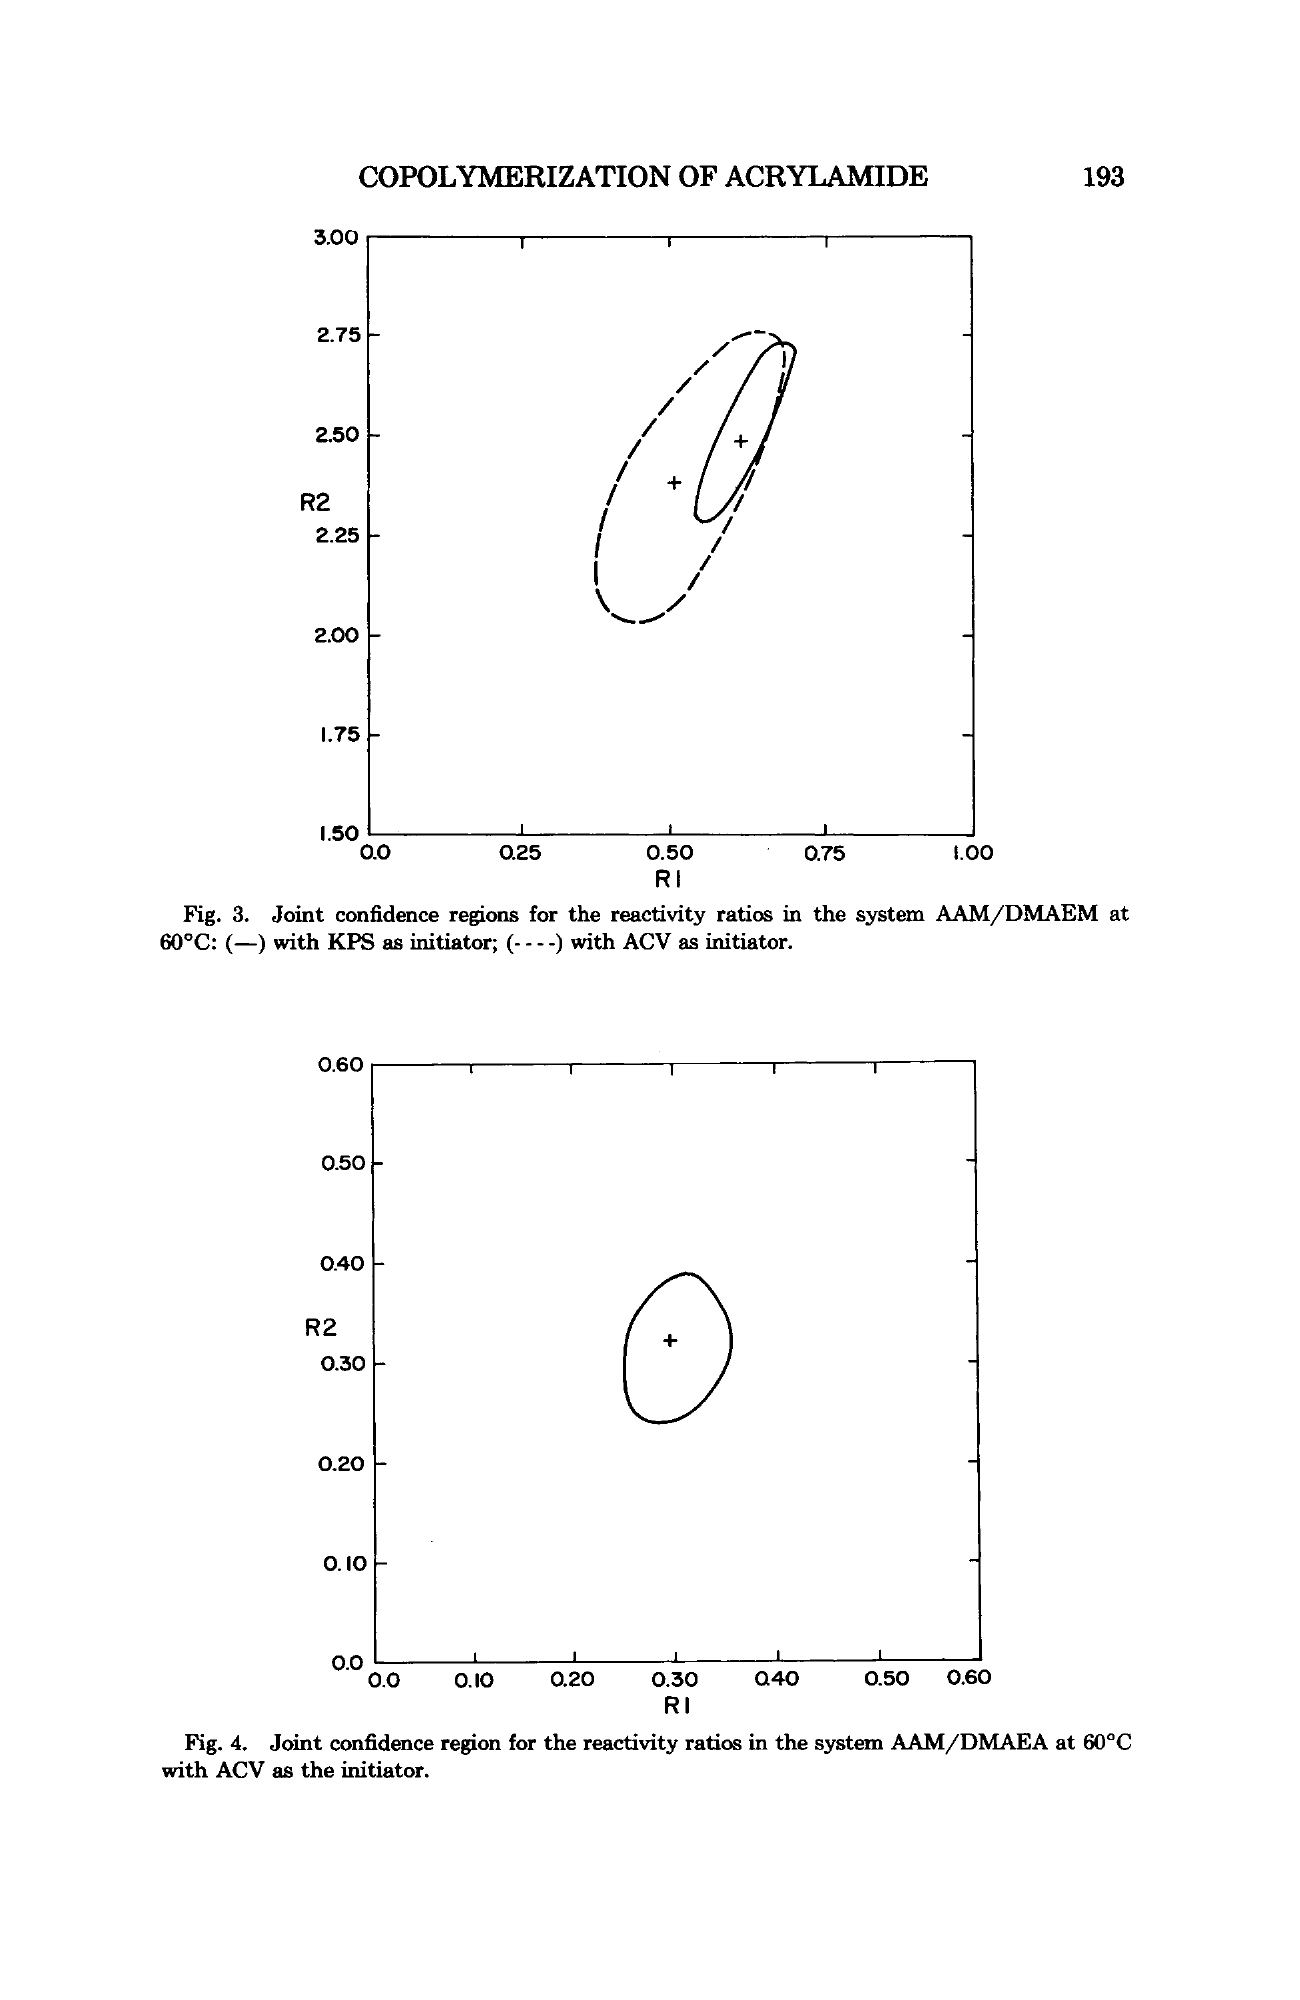 COPOLYMERIZATION OF ACRYLAMIDE 193
3.00
2.75
2.50
R2
2.25
2.00
1.75
1.50
0.0 0.25 0.50 0.75 1.00
R1
Fig. 3. Joint confidence regions for the reactivity ratios in the system AAM/DMAEM at
60°C: (—) with KPS as initiator; (----) with ACV as initiator.
0.60
0.50
0.40
R2
0.30
0.20
0.10
0.0
0.0 0.10 0.20 0.30 0.40 0.50 0.60
R1
Fig. 4. Joint confidence region for the reactivity ratios in the system AAM/DMAEA at 60°C
with ACV as the initiator.